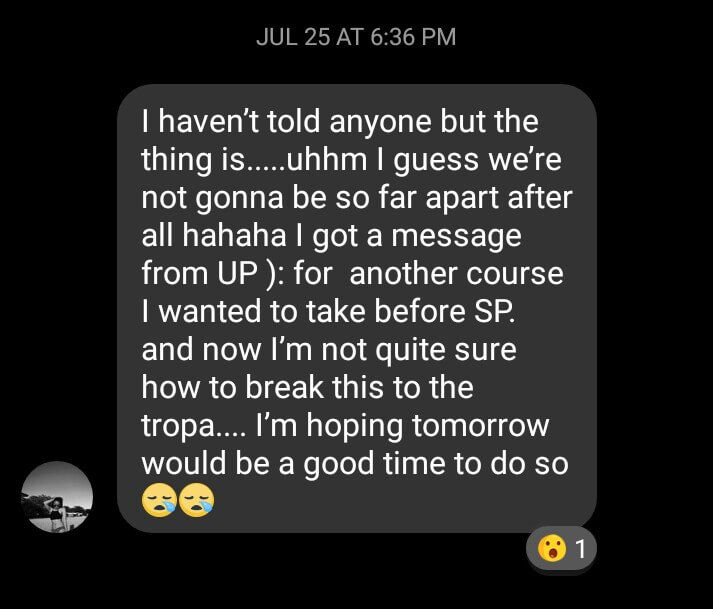 JUL 25 AT 6:36 PM
I haven’t told anyone but the
thing is.....uhhm I guess we’re
not gonna be so far apart after
all hahaha I got a message
from UP ): for  another course
I wanted to take before SP.
and now I’m not quite sure
how to break this to the
tropa.... I’m hoping tomorrow
would be a good time to do so
😪😪
😮 1